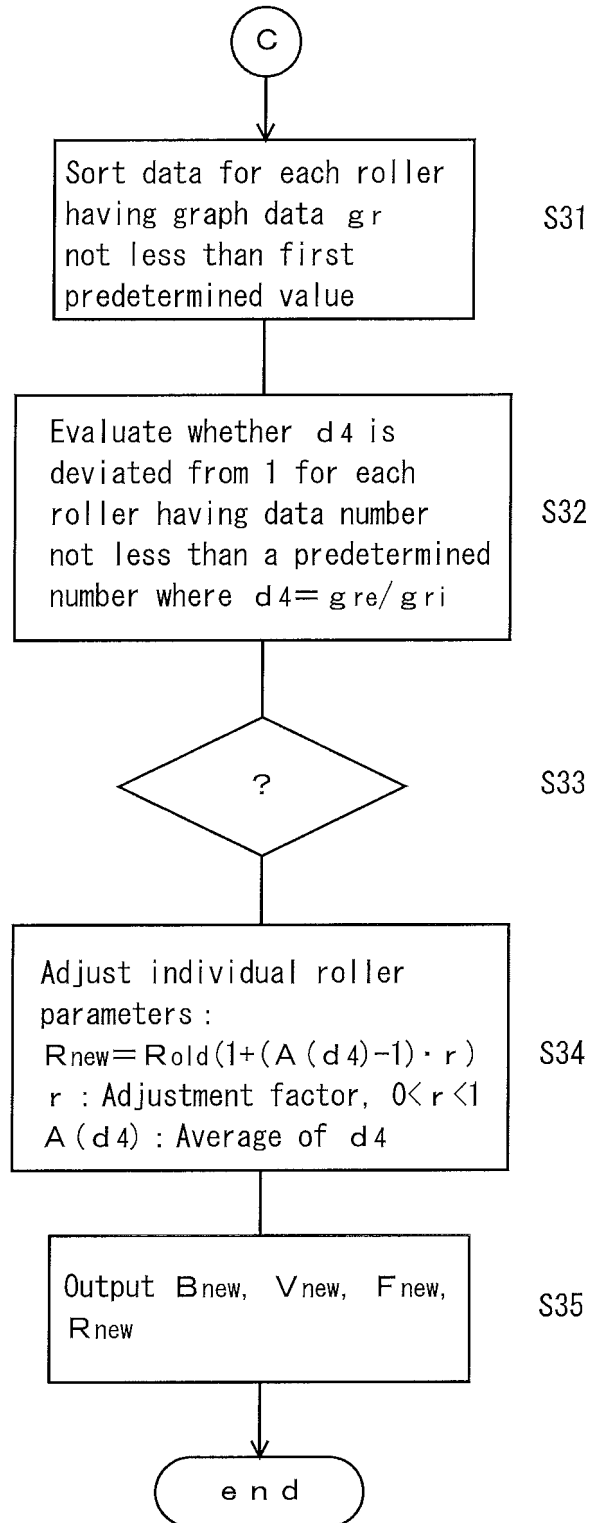 C
Sort data for each roller
having graph data gr
not less than first
predetermined value
S31
Evaluate whether d4 is
deviated from 1 for each
roller having data number
not less than a predetermined
number where d4=gre/gri
S32
?
S33
Adjust individual roller
parameters:
Rnew=Rold(1+(A(d4)-1)·r)
r : Adjustment factor, 0<r<1
A(d4) : Average of d4
S34
Output Bnew, Vnew, Fnew,
Rnew
S35
end